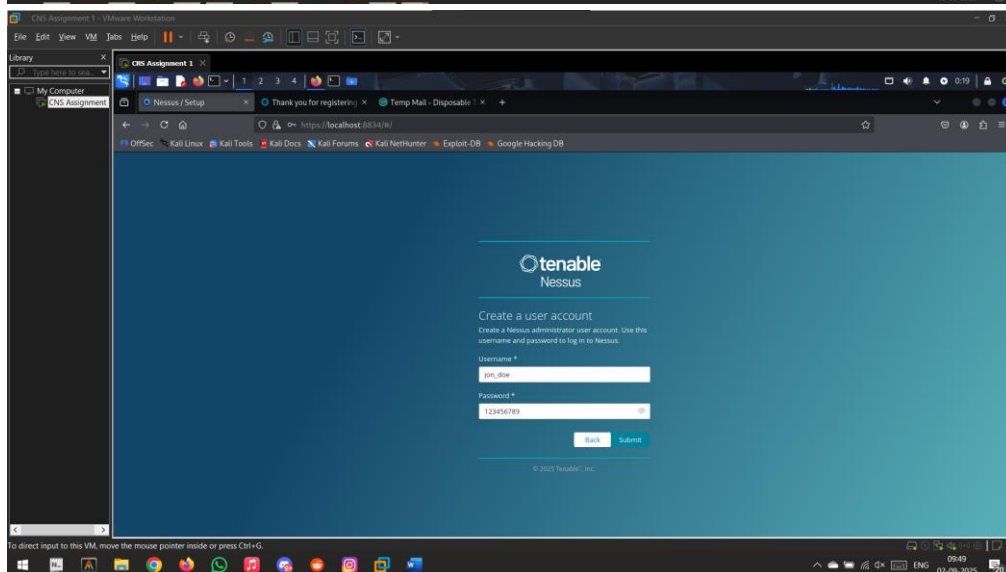 CNS Assignment 1 - VMware Workstation
File Edit View VM Tabs Help
Library
Type here to sea...
My Computer
CNS Assignment
CNS Assignment 1
1 2 3 4
0:19
Nessus / Setup
Thank you for registering
Temp Mail - Disposable T
https://localhost:8834/#/
OffSec
Kali Linux
Kali Tools
Kali Docs
Kali Forums
Kali NetHunter
Exploit-DB
Google Hacking DB
tenable
Nessus
Create a user account
Create a Nessus administrator user account. Use this
username and password to log in to Nessus.
Username *
jon_doe
Password *
123456789
Back
Submit
© 2025 Tenable®, Inc.
To direct input to this VM, move the mouse pointer inside or press Ctrl+G.
ENG
09:49
02-09-2025